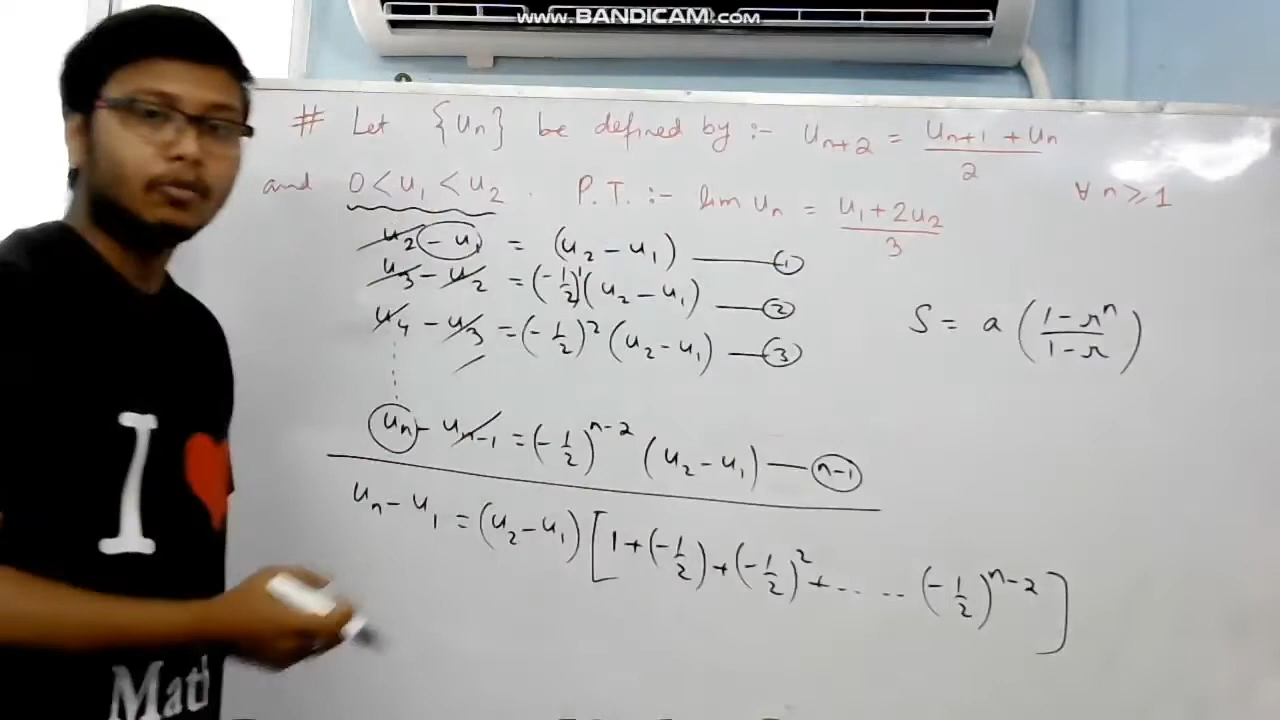 www.BANDICAM.com
# Let {uₙ} be defined by :- uₙ₊₂ = (uₙ₊₁ + uₙ)/2
and 0 < u₁ < u₂ . P.T. :- lim uₙ = (u₁ + 2u₂)/3 ∀ n ⩾ 1
u₂ - u₁ = (u₂ - u₁) —— ①
u₃ - u₂ = (-1/2)¹(u₂ - u₁) —— ②
u₄ - u₃ = (-1/2)² (u₂ - u₁) —— ③
S = a ((1-rⁿ)/(1-r))
uₙ - uₙ₋₁ = (-1/2)ⁿ⁻² (u₂ - u₁) —— (n-1)
uₙ - u₁ = (u₂ - u₁) [1 + (-1/2) + (-1/2)² + ..... (-1/2)ⁿ⁻²]
I ♥
Math